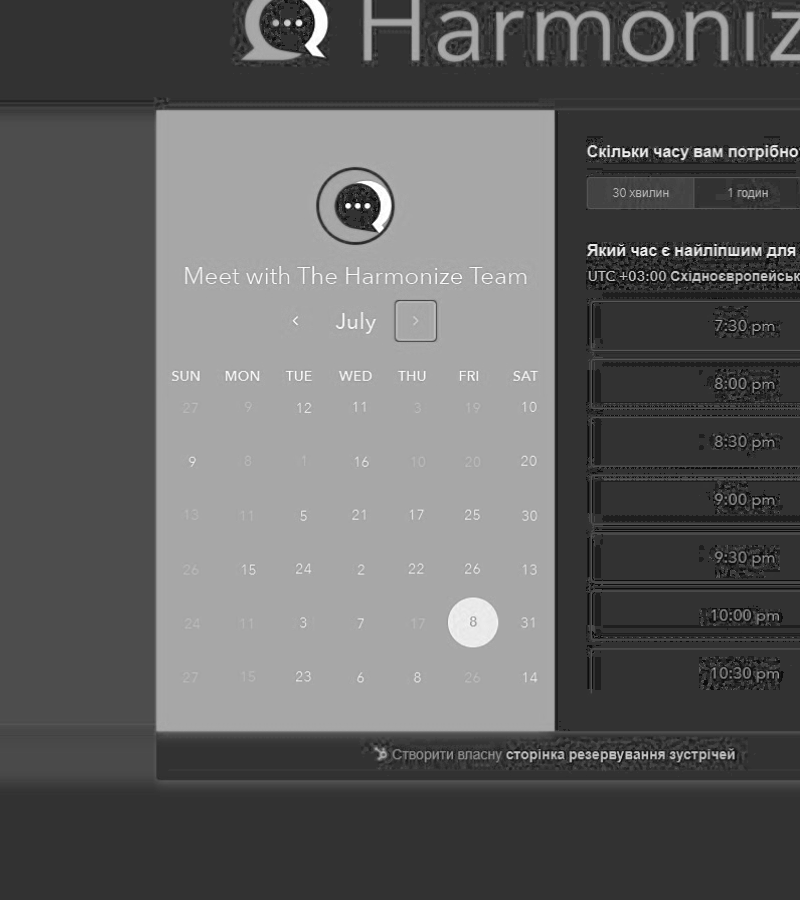 Harmoniz
Meet with The Harmonize Team
July
SUN MON TUE WED THU FRI SAT
27 9 12 11 3 19 10
9 8 1 16 10 20 20
13 11 5 21 17 25 30
26 15 24 2 22 26 13
24 11 3 7 17 8 31
27 15 23 6 8 26 14
Скільки часу вам потрібно
30 хвилин 1 годин
Який час є найліпшим для
UTC +03:00 Східноєвропейськ
7:30 pm
8:00 pm
8:30 pm
9:00 pm
9:30 pm
10:00 pm
10:30 pm
Створити власну сторінка резервування зустрічей